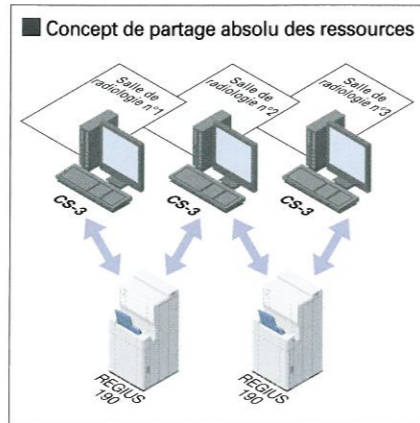 Concept de partage absolu des ressources
Salle de
radiologie n°1
Salle de
radiologie n°2
Salle de
radiologie n°3
CS-3
CS-3
CS-3
REGIUS
190
REGIUS
190